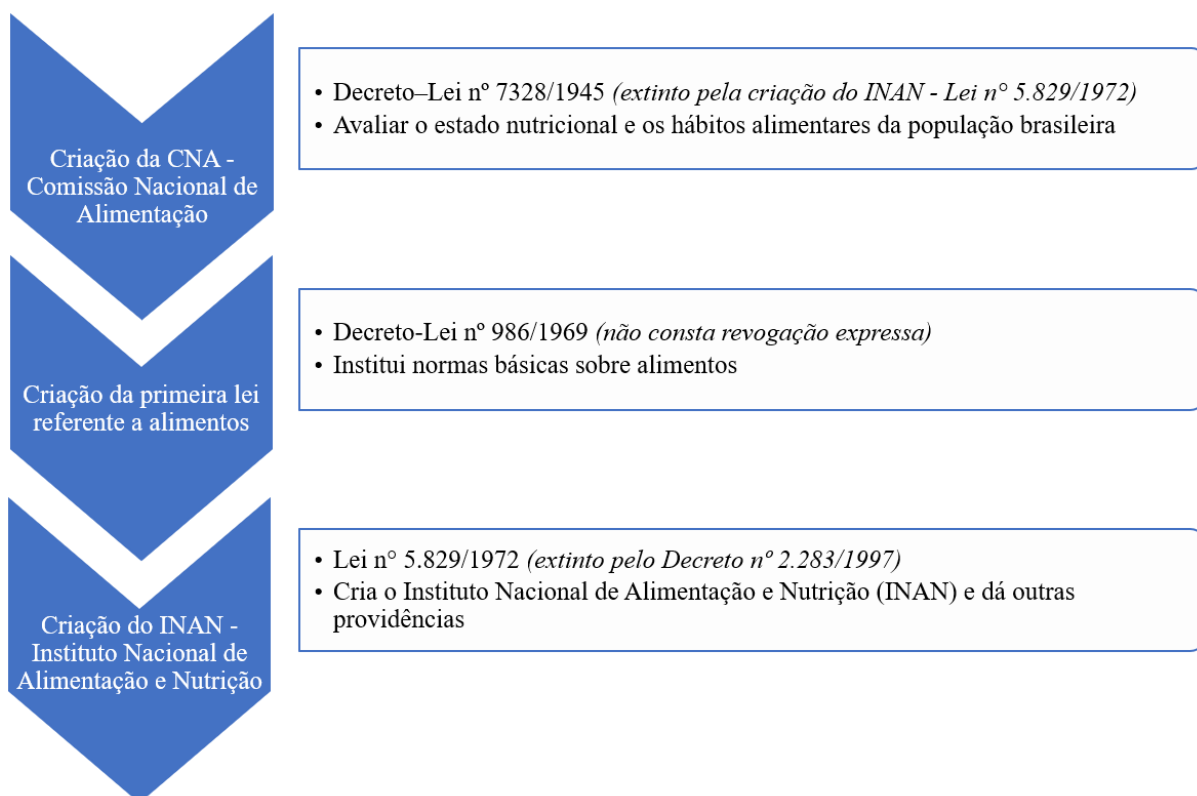 Criação da CNA -
Comissão Nacional de
Alimentação
• Decreto–Lei nº 7328/1945 (extinto pela criação do INAN - Lei n° 5.829/1972)
• Avaliar o estado nutricional e os hábitos alimentares da população brasileira
Criação da primeira lei
referente a alimentos
• Decreto-Lei nº 986/1969 (não consta revogação expressa)
• Institui normas básicas sobre alimentos
Criação do INAN -
Instituto Nacional de
Alimentação e Nutrição
• Lei n° 5.829/1972 (extinto pelo Decreto nº 2.283/1997)
• Cria o Instituto Nacional de Alimentação e Nutrição (INAN) e dá outras
providências